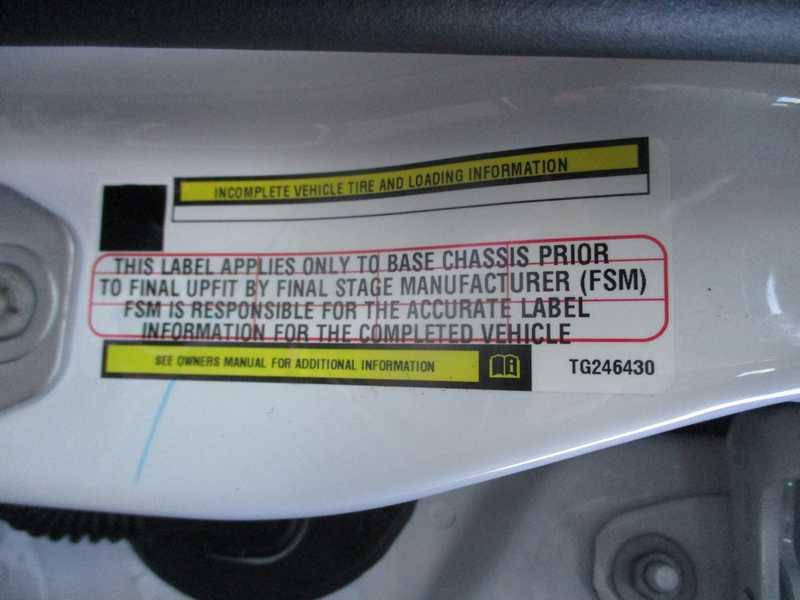 INCOMPLETE VEHICLE TIRE AND LOADING INFORMATION
THIS LABEL APPLIES ONLY TO BASE CHASSIS PRIOR
TO FINAL UPFIT BY FINAL STAGE MANUFACTURER (FSM)
FSM IS RESPONSIBLE FOR THE ACCURATE LABEL
INFORMATION FOR THE COMPLETED VEHICLE
SEE OWNERS MANUAL FOR ADDITIONAL INFORMATION
TG246430